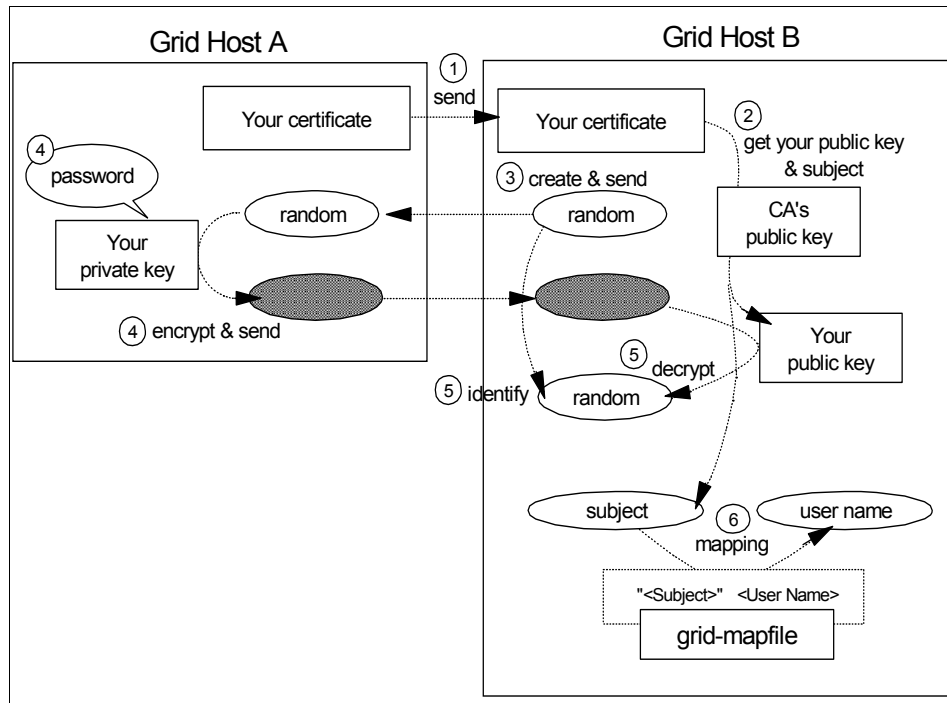 Grid Host A
Grid Host B
1
send
Your certificate
Your certificate
2
get your public key
& subject
4
password
3 create & send
random
random
CA's
public key
Your
private key
4 encrypt & send
Your
public key
5
decrypt
5 identify
random
subject
6
mapping
user name
"<Subject>" <User Name>
grid-mapfile